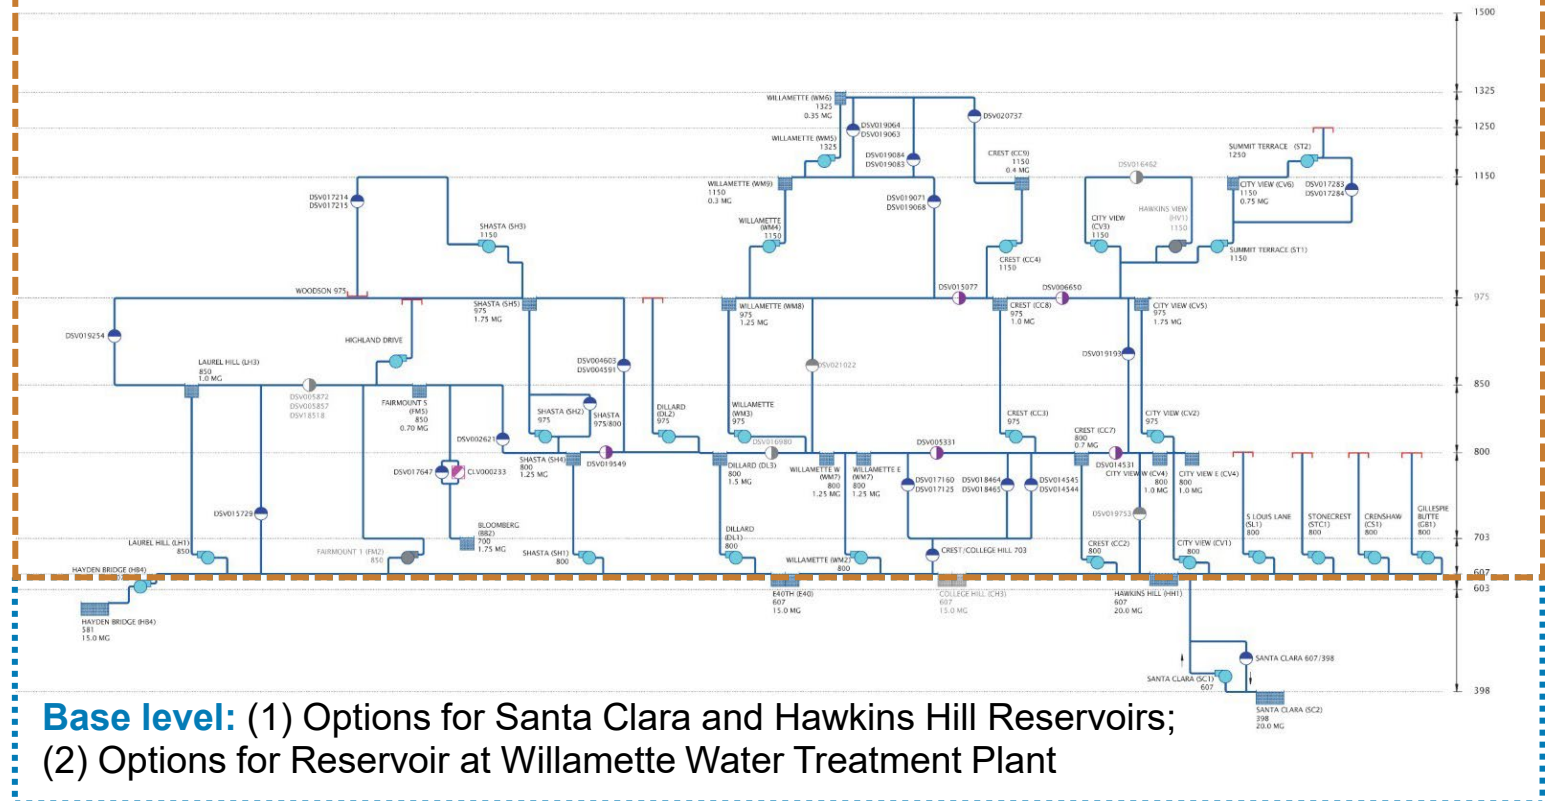 1500
WILLAMETTE (WM6)
1325
0.35 MG
1325
DSV020737
DSV019064
DSV019063
1250
WILLAMETTE (WM5)
1325
SUMMIT TERRACE (ST2)
1250
DSV019084
DSV019083
CREST (CC9)
1150
0.4 MG
DSV016462
1150
WILLAMETTE (WM9)
1150
0.3 MG
CITY VIEW (CV6)
1150
0.75 MG
DSV017283
DSV017284
DSV017214
DSV017215
DSV019071
DSV019068
HAWKINS VIEW
(HV1)
1150
SHASTA (SH3)
1150
WILLAMETTE
(WM4)
1150
CITY VIEW
(CV3)
1150
CREST (CC4)
1150
SUMMIT TERRACE (ST1)
1150
WOODSON 975
DSV015077
DSV006650
975
SHASTA (SH5)
975
1.75 MG
WILLAMETTE (WM8)
975
1.25 MG
CREST (CC8)
975
1.0 MG
CITY VIEW (CV5)
975
1.75 MG
DSV019254
HIGHLAND DRIVE
DSV019193
LAUREL HILL (LH3)
850
1.0 MG
DSV004603
DSV004591
DSV021022
850
DSV005872
DSV005857
DSV18518
FAIRMOUNT S
(FM5)
850
0.70 MG
SHASTA (SH2)
975
SHASTA
975/800
DILLARD
(DL2)
975
WILLAMETTE
(WM3)
975
CREST (CC3)
975
CITY VIEW (CV2)
975
DSV002621
DSV016980
DSV005331
CREST (CC7)
800
0.7 MG
800
SHASTA (SH4)
800
1.25 MG
DSV019549
DILLARD (DL3)
800
1.5 MG
WILLAMETTE W
(WM7)
800
1.25 MG
WILLAMETTE E
(WM7)
800
1.25 MG
DSV014531
CITY VIEW W (CV4)
800
1.0 MG
CITY VIEW E (CV4)
800
1.0 MG
DSV017647
CLV000233
DSV017160
DSV017125
DSV018464
DSV018465
DSV014545
DSV014544
DSV015729
DSV019753
S LOUIS LANE
(SL1)
800
STONECREST
(STC1)
800
CRENSHAW
(CS1)
800
GILLESPIE
BUTTE
(GB1)
800
BLOOMBERG
(BB2)
700
1.75 MG
DILLARD
(DL1)
800
703
LAUREL HILL (LH1)
850
FAIRMOUNT 1 (FM2)
850
SHASTA (SH1)
800
WILLAMETTE (WM2)
800
CREST/COLLEGE HILL 703
CREST (CC2)
800
CITY VIEW (CV1)
800
HAYDEN BRIDGE (HB4)
607
603
E40TH (E40)
607
15.0 MG
COLLEGE HILL (CH3)
607
15.0 MG
HAWKINS HILL (HH1)
607
20.0 MG
HAYDEN BRIDGE (HB4)
581
15.0 MG
SANTA CLARA 607/398
SANTA CLARA (SC1)
607
398
SANTA CLARA (SC2)
398
20.0 MG
Base level: (1) Options for Santa Clara and Hawkins Hill Reservoirs;
(2) Options for Reservoir at Willamette Water Treatment Plant